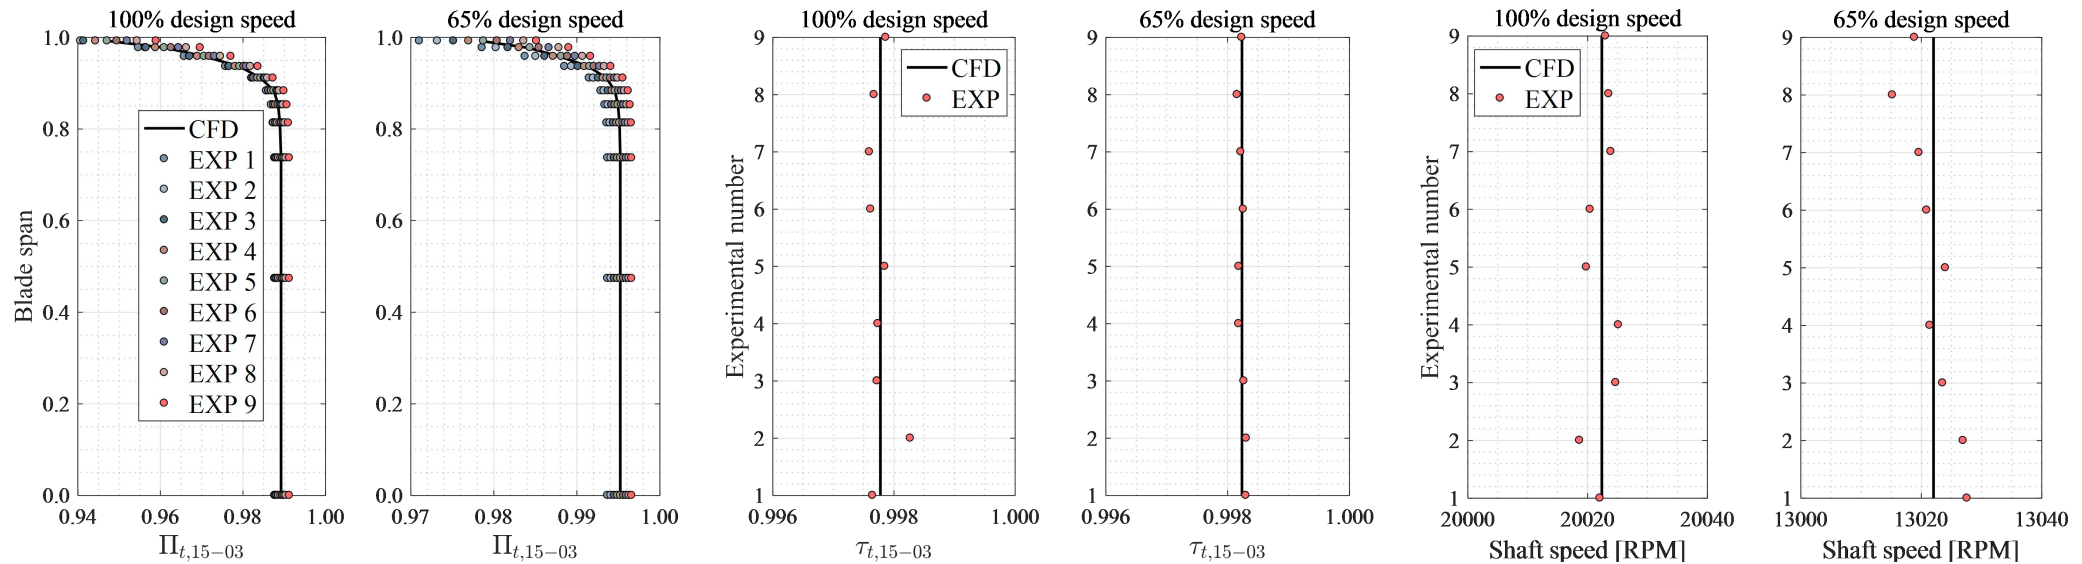 100% design speed
65% design speed
100% design speed
65% design speed
100% design speed
65% design speed
Blade span
1.0
0.8
0.6
0.4
0.2
0.0
CFD
EXP 1
EXP 2
EXP 3
EXP 4
EXP 5
EXP 6
EXP 7
EXP 8
EXP 9
0.94 0.96 0.98 1.00
Π_{t,15−03}
1.0
0.8
0.6
0.4
0.2
0.0
0.97 0.98 0.99 1.00
Π_{t,15−03}
Experimental number
9
8
7
6
5
4
3
2
1
CFD
EXP
0.996 0.998 1.000
τ_{t,15−03}
9
8
7
6
5
4
3
2
1
0.996 0.998 1.000
τ_{t,15−03}
Experimental number
9
8
7
6
5
4
3
2
1
CFD
EXP
20000 20020 20040
Shaft speed [RPM]
9
8
7
6
5
4
3
2
1
13000 13020 13040
Shaft speed [RPM]